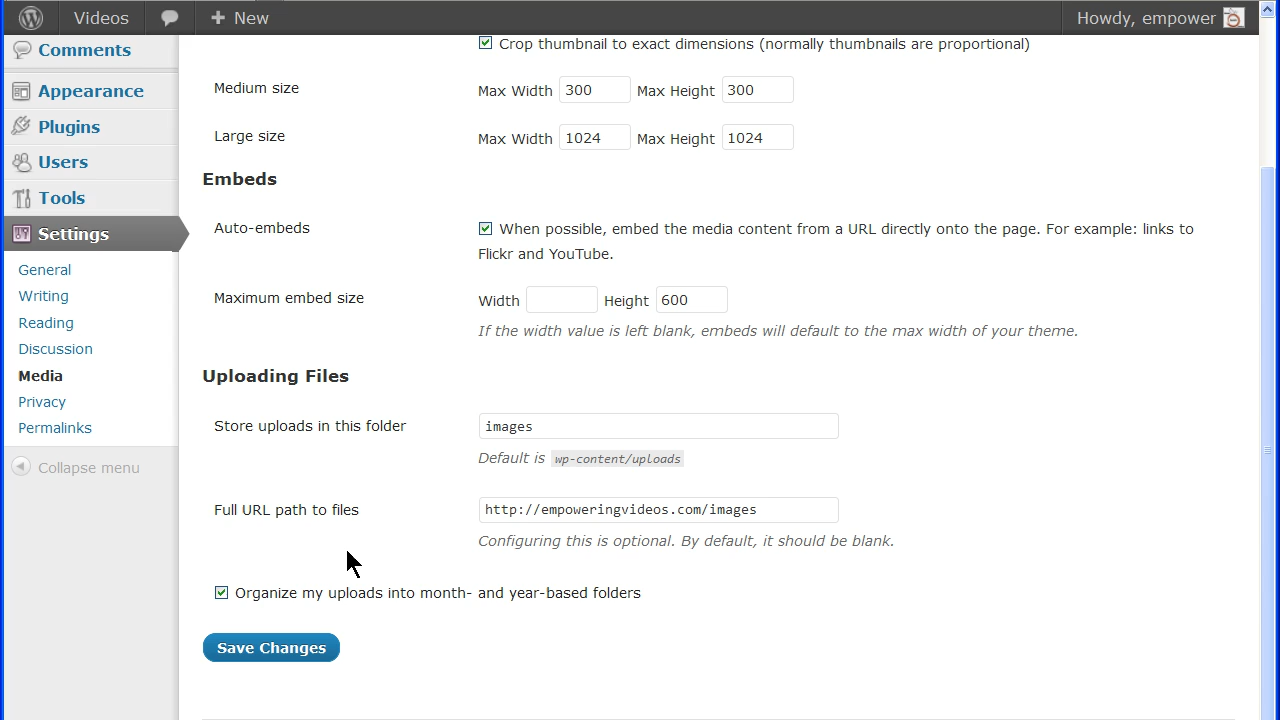 Videos
New
Howdy, empower
Comments
Appearance
Plugins
Users
Tools
Settings
General
Writing
Reading
Discussion
Media
Privacy
Permalinks
Collapse menu
Crop thumbnail to exact dimensions (normally thumbnails are proportional)
Medium size
Max Width 300 Max Height 300
Large size
Max Width 1024 Max Height 1024
Embeds
Auto-embeds
When possible, embed the media content from a URL directly onto the page. For example: links to
Flickr and YouTube.
Maximum embed size
Width Height 600
If the width value is left blank, embeds will default to the max width of your theme.
Uploading Files
Store uploads in this folder
images
Default is wp-content/uploads
Full URL path to files
http://empoweringvideos.com/images
Configuring this is optional. By default, it should be blank.
Organize my uploads into month- and year-based folders
Save Changes